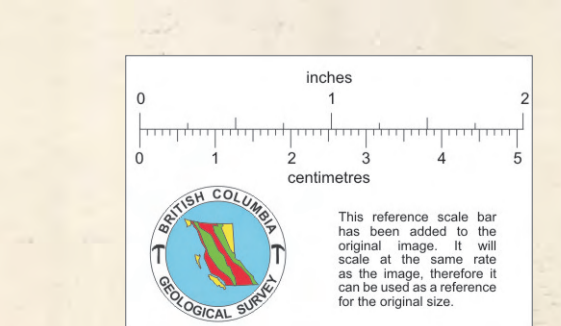 inches
0 1 2
0 1 2 3 4 5
centimetres
BRITISH COLUMBIA
GEOLOGICAL SURVEY
This reference scale bar
has been added to the
original image. It will
scale at the same rate
as the image, therefore it
can be used as a reference
for the original size.